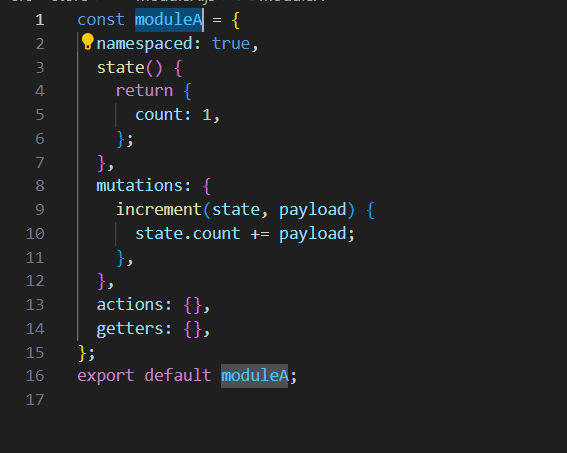 1 const moduleA = {
2 namespaced: true,
3 state() {
4 return {
5 count: 1,
6 };
7 },
8 mutations: {
9 increment(state, payload) {
10 state.count += payload;
11 },
12 },
13 actions: {},
14 getters: {},
15 };
16 export default moduleA;
17